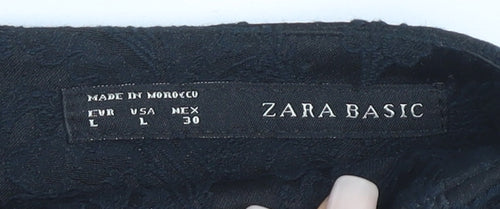 MADE IN MOROCCO
EUR USA MEX
L L 30
ZARA BASIC